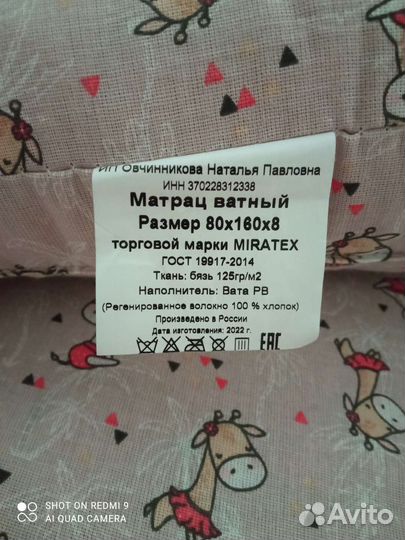 ИП Овчинникова Наталья Павловна
ИНН 370228312338
Матрац ватный
Размер 80х160х8
торговой марки MIRATEX
ГОСТ 19917-2014
Ткань: бязь 125гр/м2
Наполнитель: Вата РВ
(Регенированное волокно 100 % хлопок)
Произведено в России
Дата изготовления: 2022 г.
EAC
SHOT ON REDMI 9
AI QUAD CAMERA
Avito